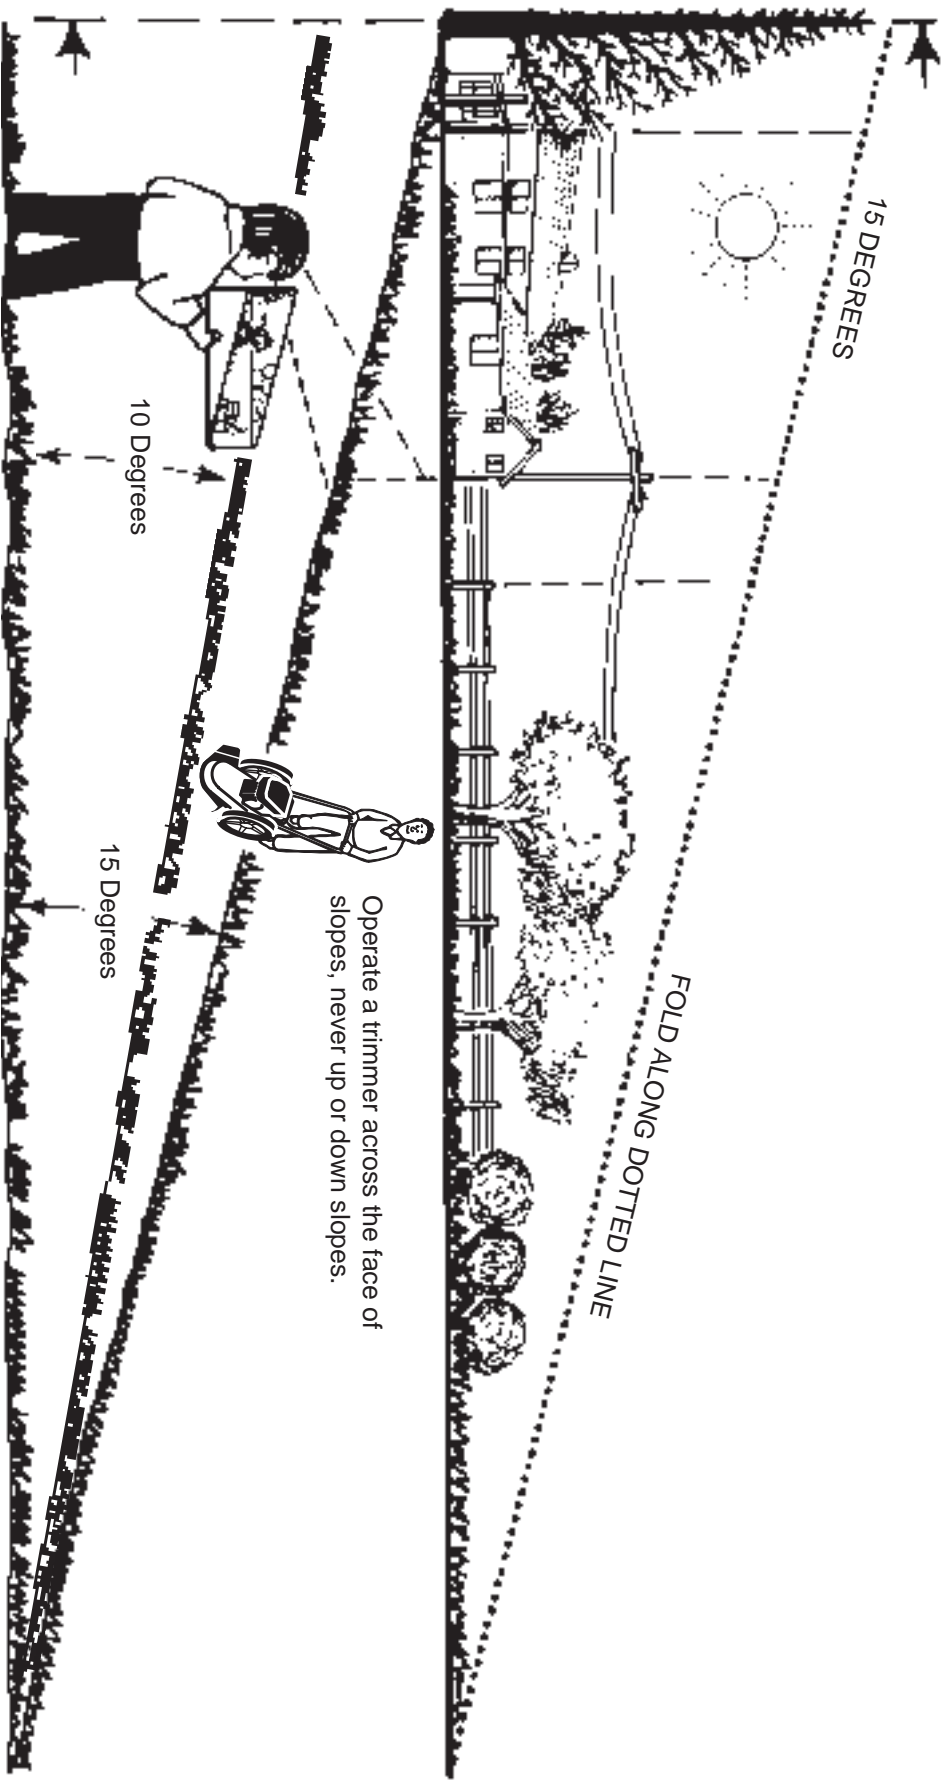 15 DEGREES
FOLD ALONG DOTTED LINE
Operate a trimmer across the face of
slopes, never up or down slopes.
10 Degrees
15 Degrees